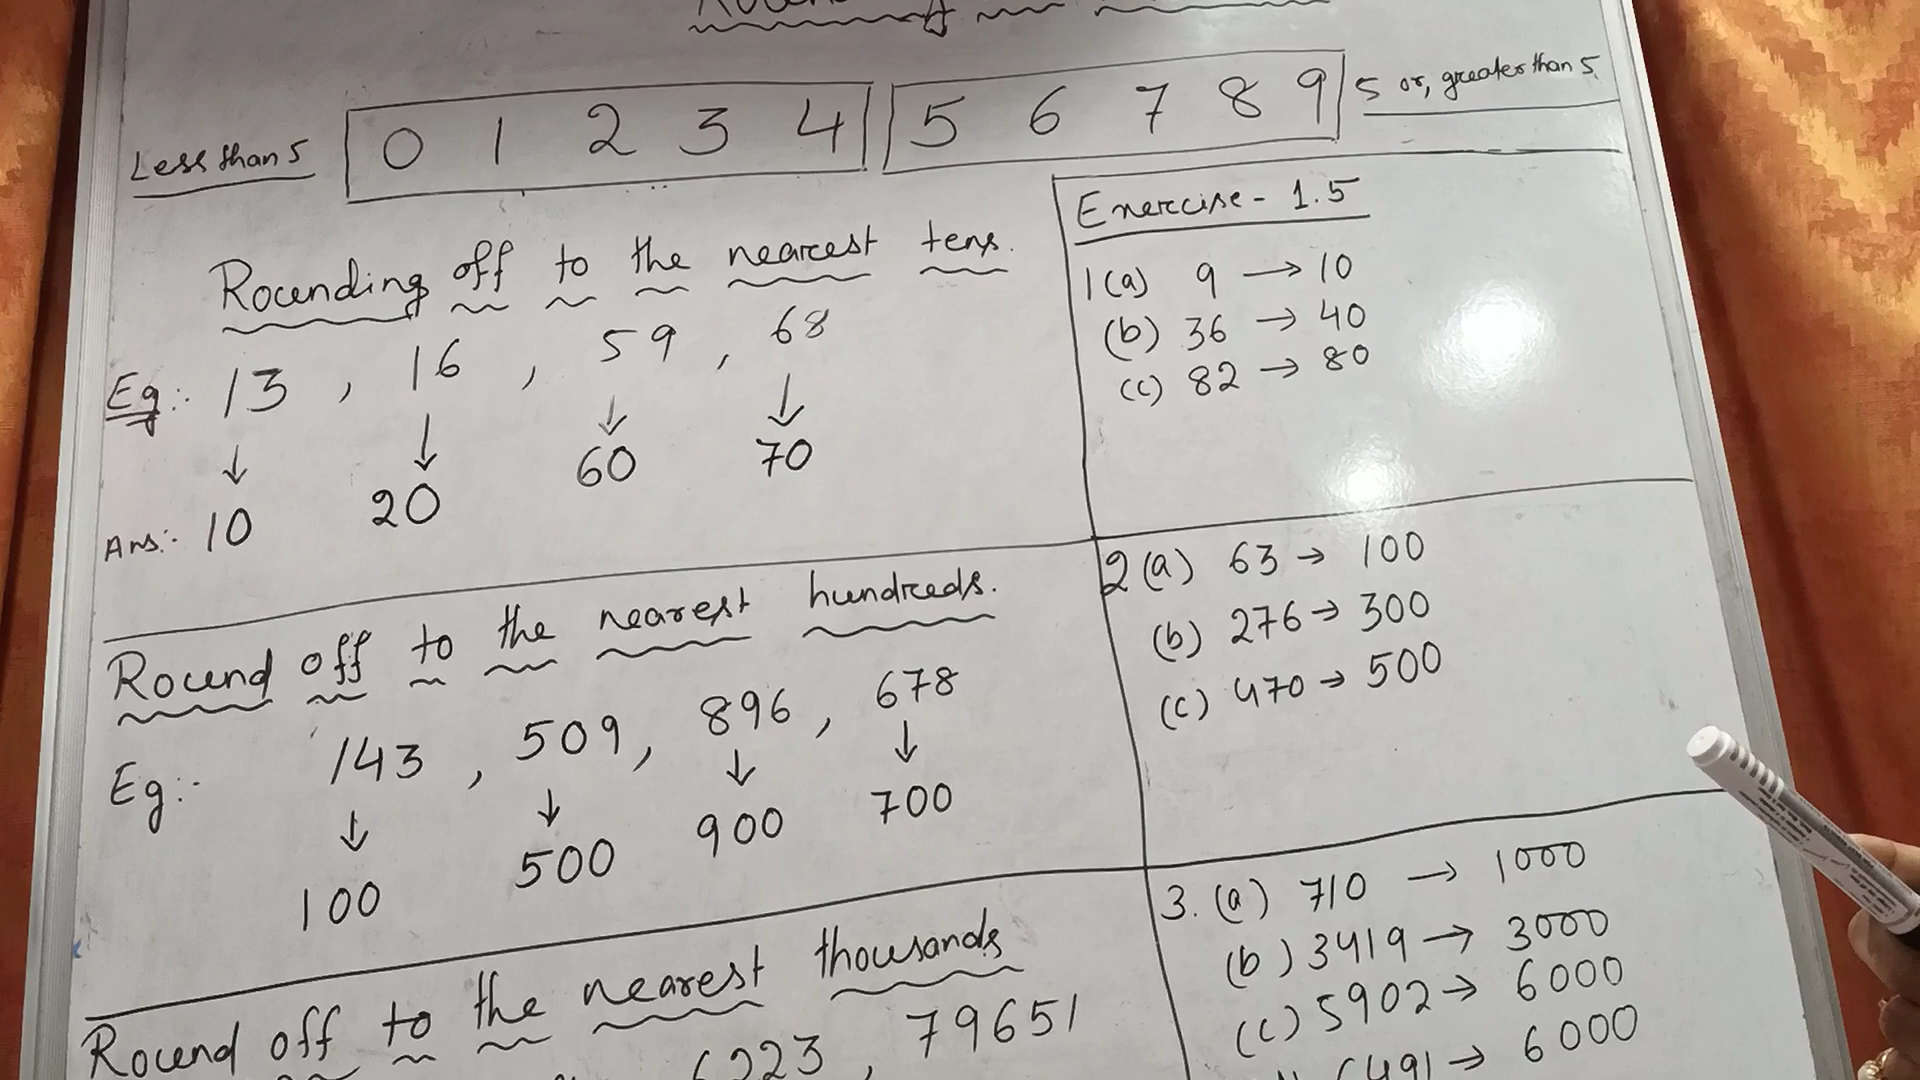 Less than 5 0 1 2 3 4 5 6 7 8 9 5 or, greater than 5
Rounding off to the nearest tens.
Eg:- 13 , 16 , 59 , 68
↓ ↓ ↓ ↓
Ans:- 10 20 60 70
Exercise - 1.5
1(a) 9 → 10
(b) 36 → 40
(c) 82 → 80
Round off to the nearest hundreds.
Eg:- 143 , 509 , 896 , 678
↓ ↓ ↓ ↓
100 500 900 700
2(a) 63 → 100
(b) 276 → 300
(c) 470 → 500
Round off to the nearest thousands
6223 , 79651
3. (a) 710 → 1000
(b) 3419 → 3000
(c) 5902 → 6000
6491 → 6000